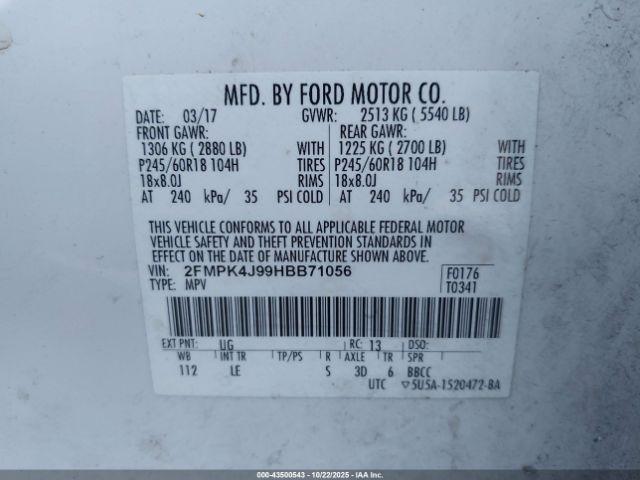 MFD. BY FORD MOTOR CO.
DATE: 03/17 GVWR: 2513 KG ( 5540 LB)
FRONT GAWR: REAR GAWR:
1306 KG ( 2880 LB) WITH 1225 KG ( 2700 LB) WITH
P245/60R18 104H TIRES P245/60R18 104H TIRES
18x8.0J RIMS 18x8.0J RIMS
AT 240 kPa/ 35 PSI COLD AT 240 kPa/ 35 PSI COLD
THIS VEHICLE CONFORMS TO ALL APPLICABLE FEDERAL MOTOR
VEHICLE SAFETY AND THEFT PREVENTION STANDARDS IN
EFFECT ON THE DATE OF MANUFACTURE SHOWN ABOVE.
VIN: 2FMPK4J99HBB71056 F0176
TYPE: MPV T0341
EXT PNT: UG RC: 13 DSO:
WB INT TR TP/PS R AXLE TR SPR
112 LE S 3D 6 BBCC
UTC ▽5U5A-1520472-BA
000-43500543 - 10/22/2025 - IAA Inc.